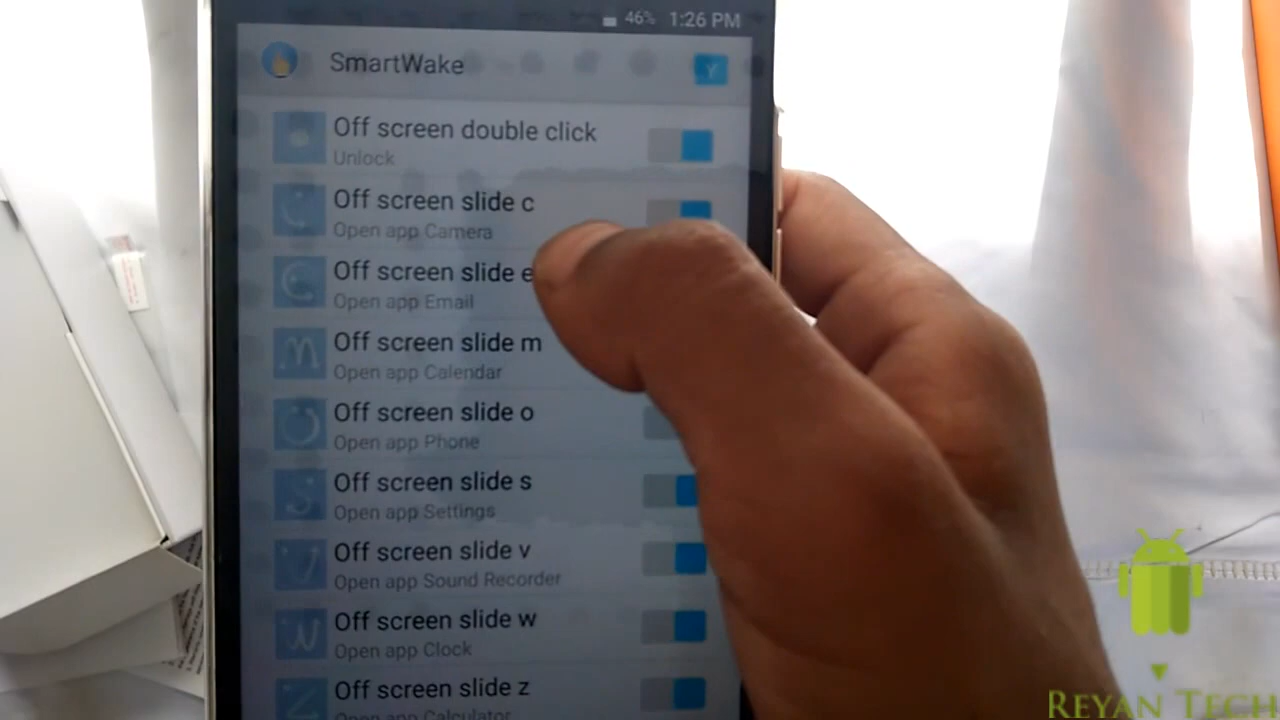 46% 1:26 PM
SmartWake
Off screen double click
Unlock
Off screen slide c
Open app Camera
Off screen slide e
Open app Email
Off screen slide m
Open app Calendar
Off screen slide o
Open app Phone
Off screen slide s
Open app Settings
Off screen slide v
Open app Sound Recorder
Off screen slide w
Open app Clock
Off screen slide z
Open app Calculator
REYAN TECH